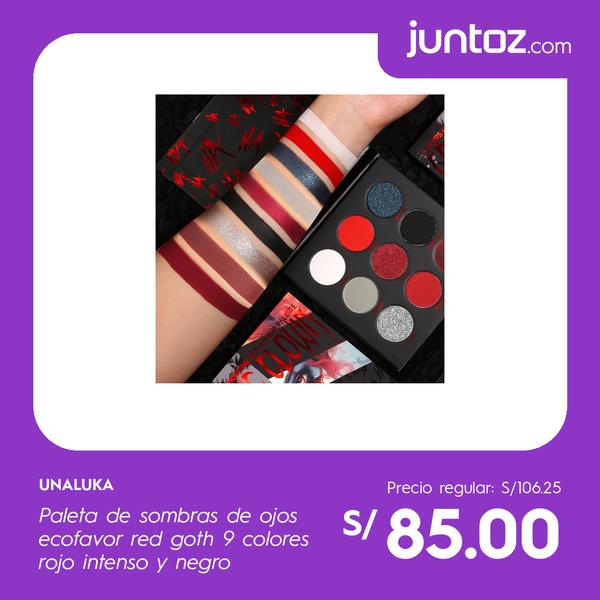 juntoz.com
UNALUKA
Paleta de sombras de ojos
ecofavor red goth 9 colores
rojo intenso y negro
Precio regular: S/106.25
S/ 85.00